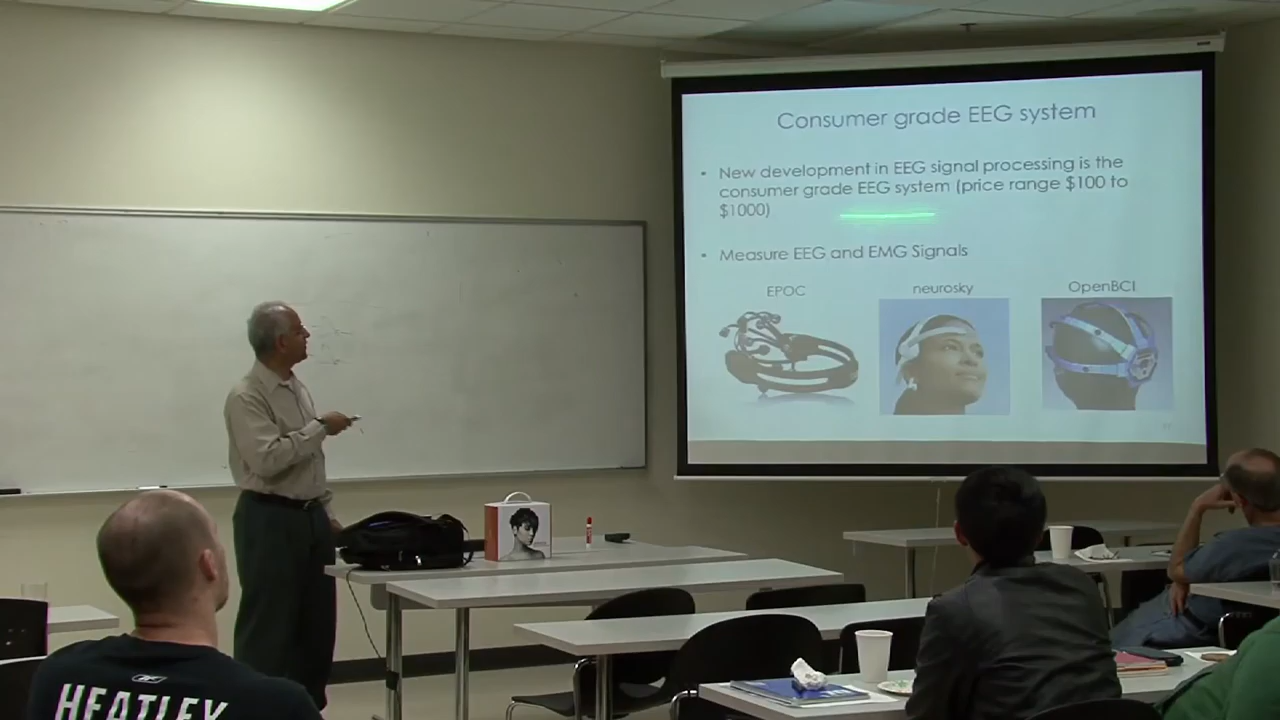 Consumer grade EEG system
• New development in EEG signal processing is the
consumer grade EEG system (price range $100 to
$1000)
• Measure EEG and EMG Signals
EPOC
neurosky
OpenBCI
HEATLEY